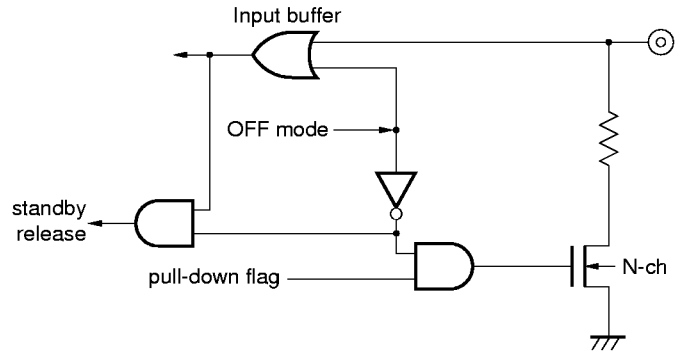 Input buffer
OFF mode
standby
release
pull-down flag
N-ch